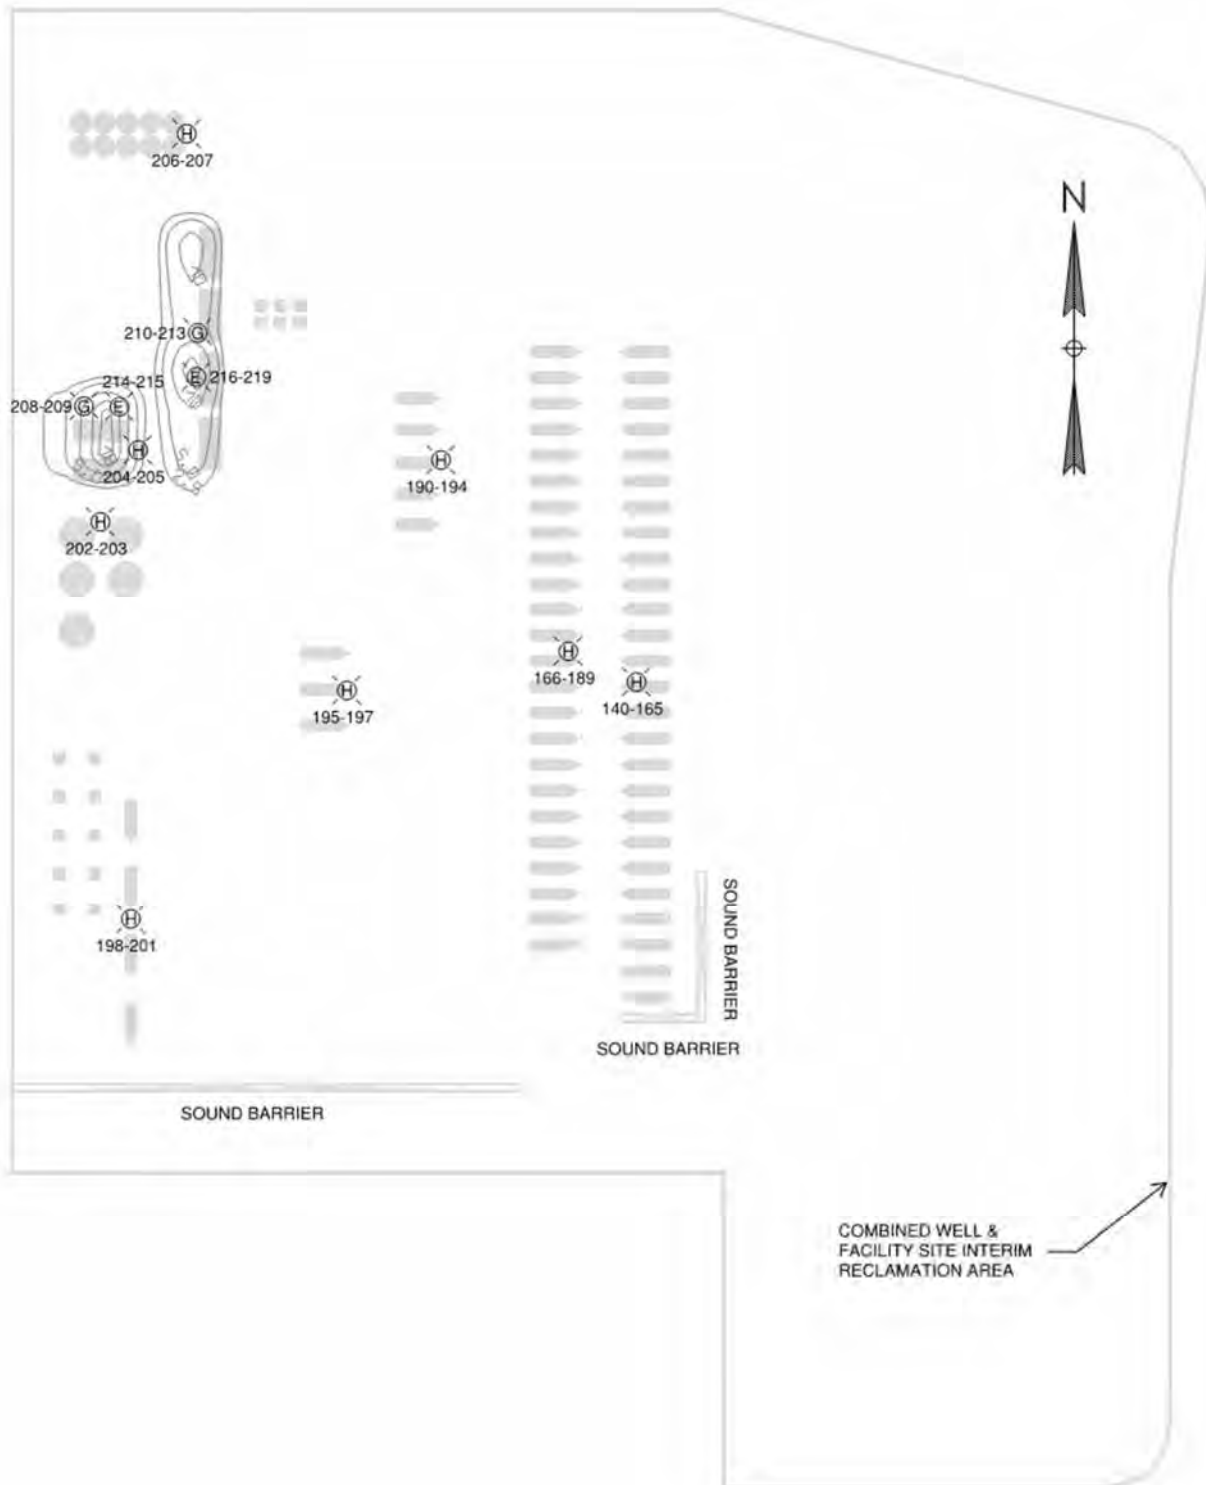 H
206-207
N
210-213 G
E 216-219
214-215
208-209 G E
H
204-205
H
190-194
H
202-203
H
166-189
H
140-165
H
195-197
H
198-201
SOUND BARRIER
SOUND BARRIER
SOUND BARRIER
COMBINED WELL &
FACILITY SITE INTERIM
RECLAMATION AREA